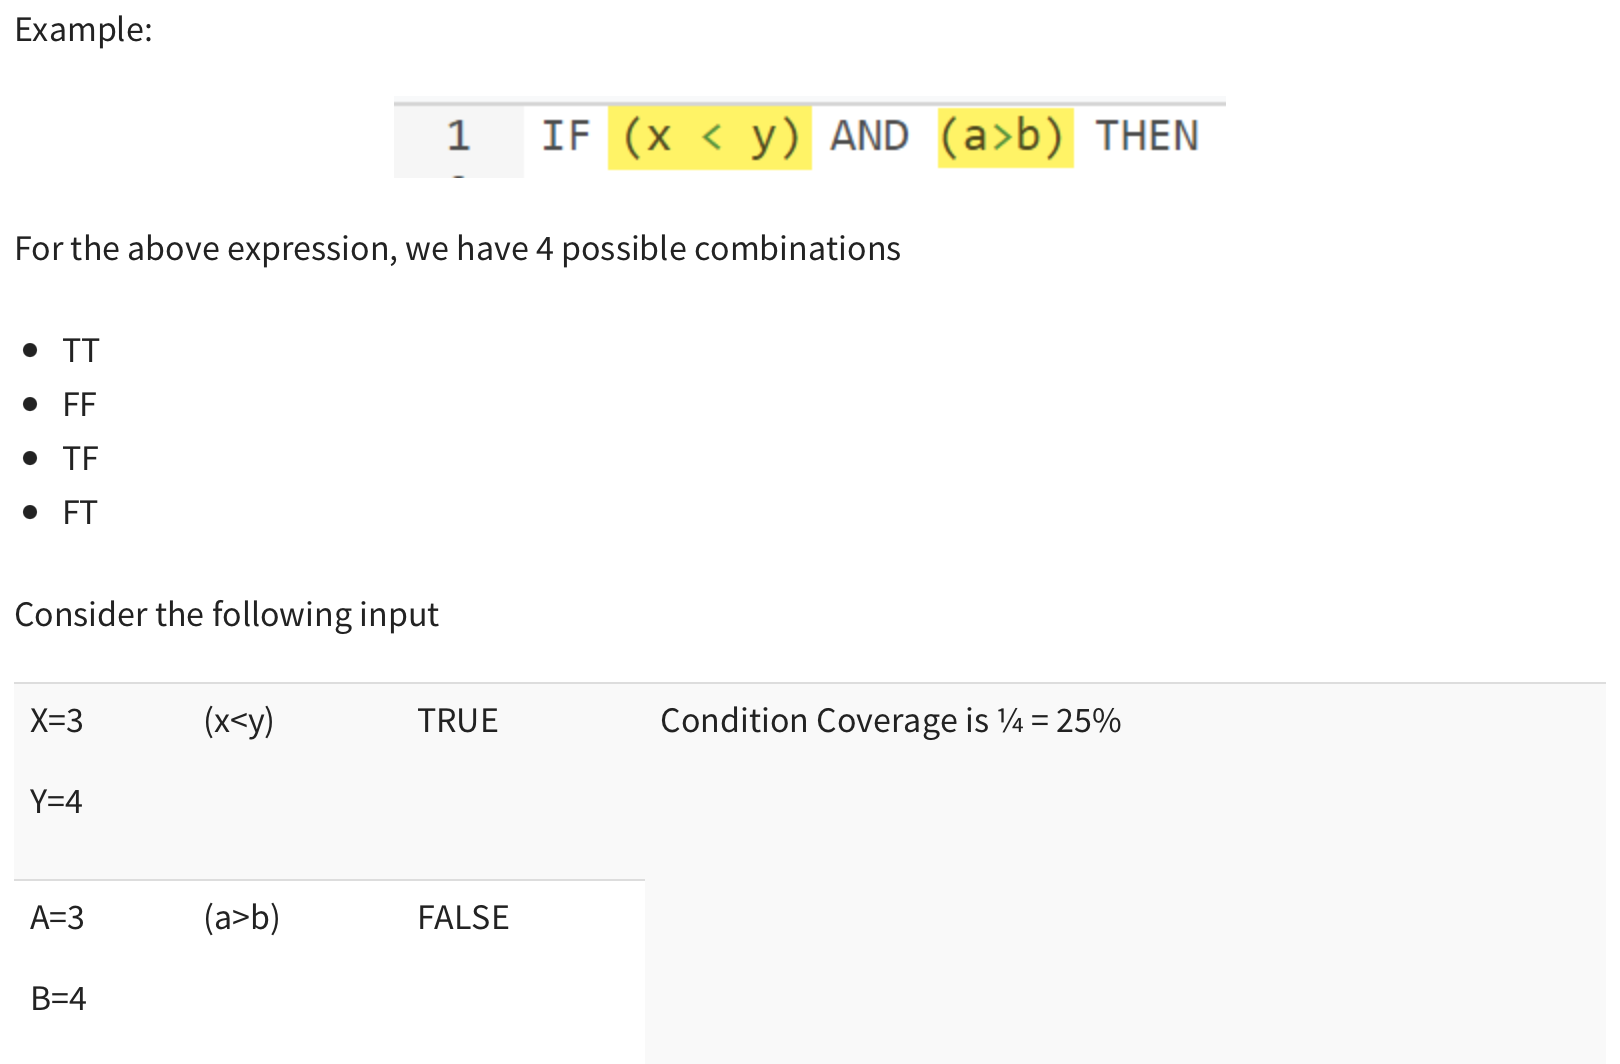 Example:
1 IF (x < y) AND (a>b) THEN
For the above expression, we have 4 possible combinations
● TT
● FF
● TF
● FT
Consider the following input
X=3 (x<y) TRUE Condition Coverage is ¼ = 25%
Y=4
A=3 (a>b) FALSE
B=4